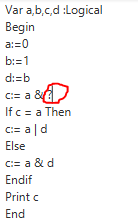 Var a,b,c,d :Logical
Begin
a:=0
b:=1
d:=b
c:= a & ?
If c = a Then
c:= a | d
Else
c:= a & d
Endif
Print c
End